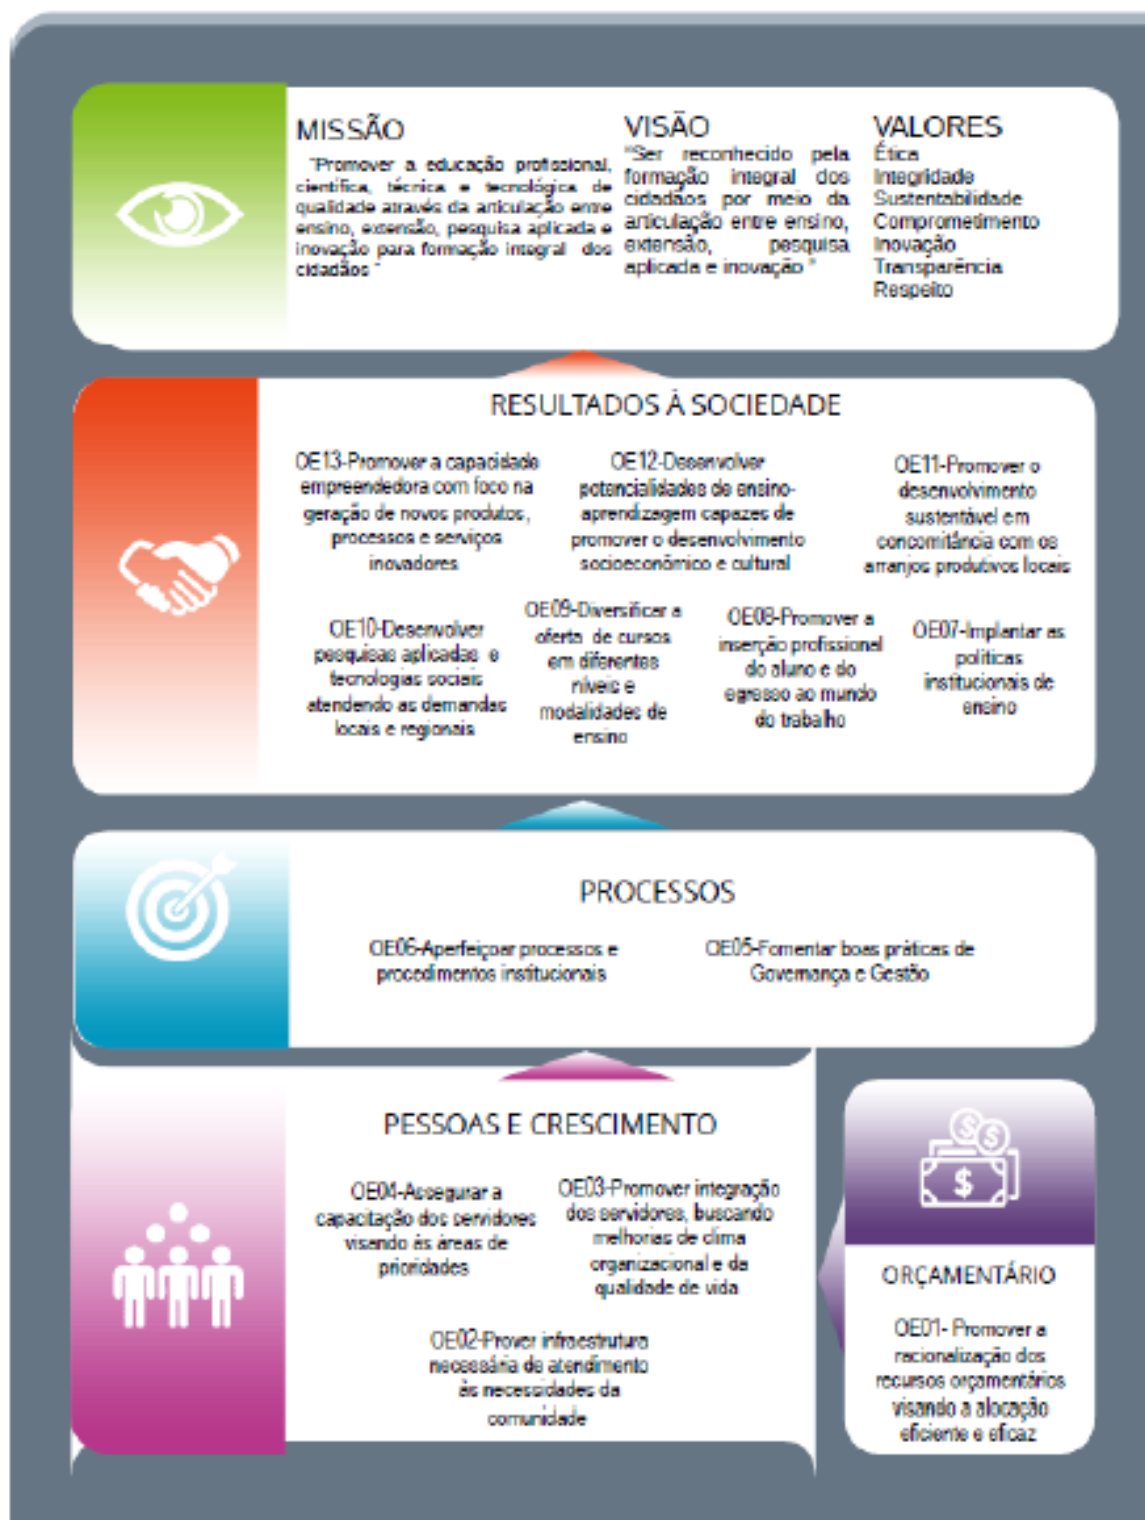 MISSÃO
"Promover a educação profissional,
científica, técnica e tecnológica de
qualidade através da articulação entre
ensino, extensão, pesquisa aplicada e
inovação para formação integral dos
cidadãos "
VISÃO
"Ser reconhecido pela
formação integral dos
cidadãos por meio da
articulação entre ensino,
extensão, pesquisa
aplicada e inovação "
VALORES
Ética
Integridade
Sustentabilidade
Comprometimento
Inovação
Transparência
Respeito
RESULTADOS À SOCIEDADE
OE13-Promover a capacidade
empreendedora com foco na
geração de novos produtos,
processos e serviços
inovadores
OE12-Desenvolver
potencialidades de ensino-
aprendizagem capazes de
promover o desenvolvimento
socioeconômico e cultural
OE11-Promover o
desenvolvimento
sustentável em
concomitância com os
arranjos produtivos locais
OE10-Desenvolver
pesquisas aplicadas e
tecnologias sociais
atendendo as demandas
locais e regionais
OE09-Diversificar a
oferta de cursos
em diferentes
níveis e
modalidades de
ensino
OE08-Promover a
inserção profissional
do aluno e do
egresso ao mundo
do trabalho
OE07-Implantar as
políticas
institucionais de
ensino
PROCESSOS
OE06-Aperfeiçoar processos e
procedimentos institucionais
OE05-Fomentar boas práticas de
Governança e Gestão
PESSOAS E CRESCIMENTO
OE04-Assegurar a
capacitação dos servidores
visando às áreas de
prioridades
OE03-Promover integração
dos servidores, buscando
melhorias de clima
organizacional e da
qualidade de vida
OE02-Prover infraestrutura
necessária de atendimento
às necessidades da
comunidade
ORÇAMENTÁRIO
OE01- Promover a
racionalização dos
recursos orçamentários
visando a alocação
eficiente e eficaz